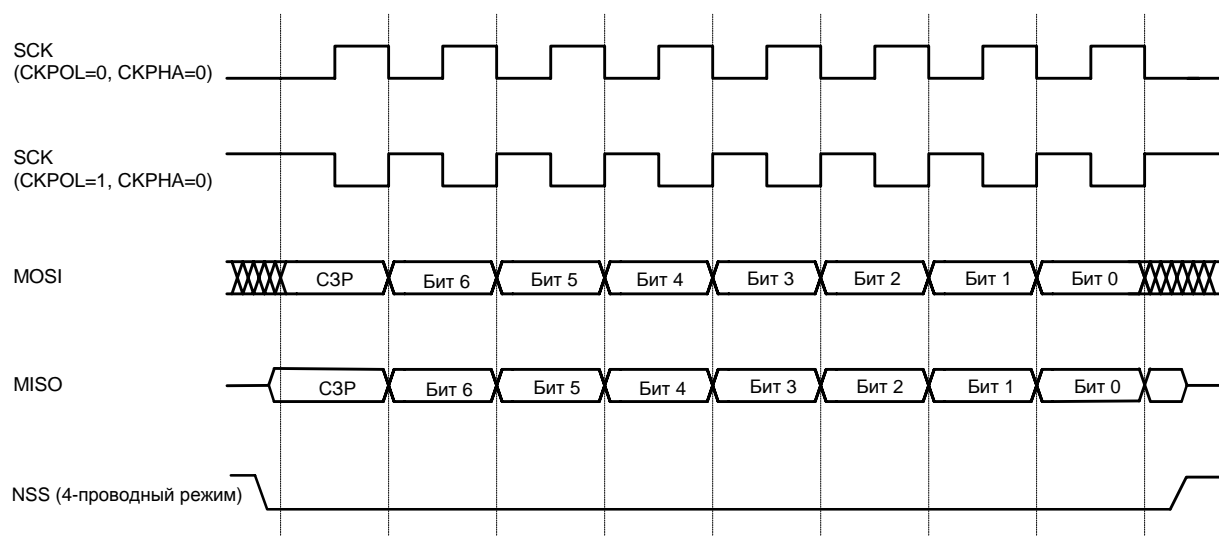 SCK
(CKPOL=0, CKPHA=0)
SCK
(CKPOL=1, CKPHA=0)
MOSI
СЗР Бит 6 Бит 5 Бит 4 Бит 3 Бит 2 Бит 1 Бит 0
MISO
СЗР Бит 6 Бит 5 Бит 4 Бит 3 Бит 2 Бит 1 Бит 0
NSS (4-проводный режим)